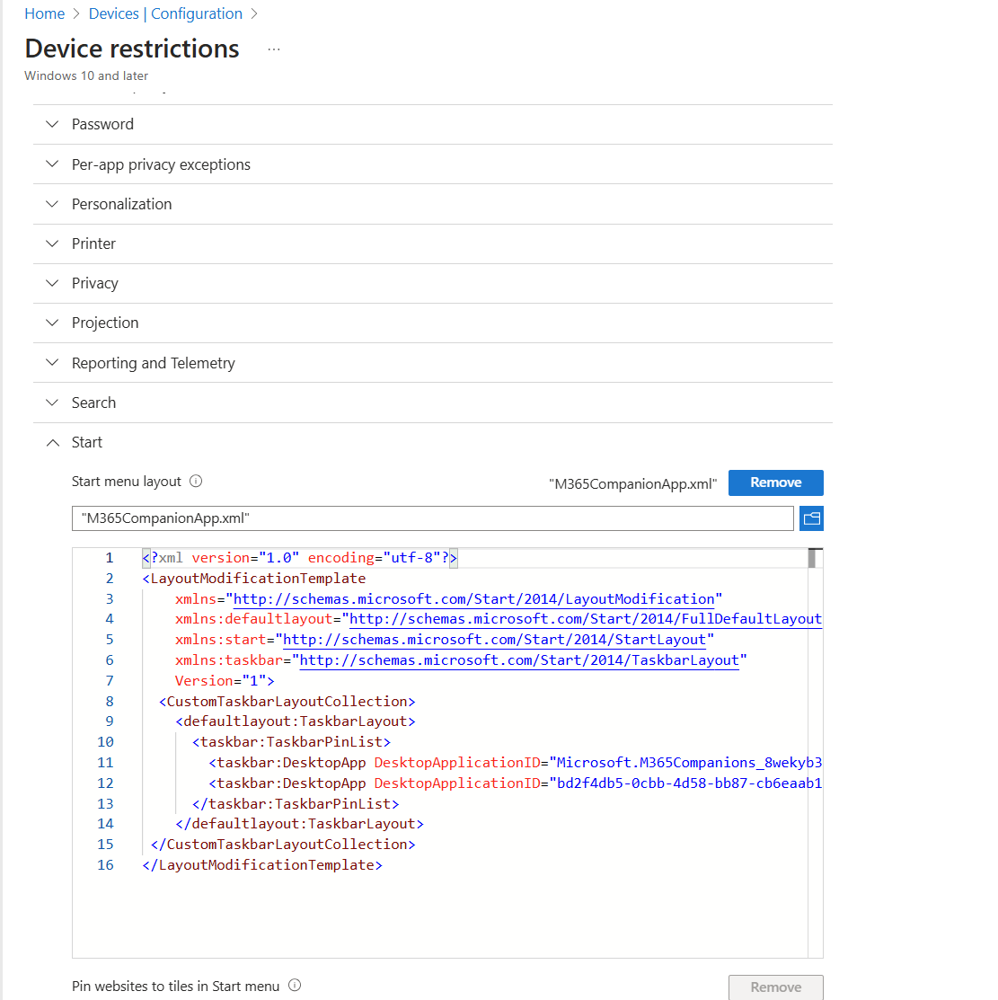 Home > Devices | Configuration >
Device restrictions ...
Windows 10 and later
Password
Per-app privacy exceptions
Personalization
Printer
Privacy
Projection
Reporting and Telemetry
Search
Start
Start menu layout
"M365CompanionApp.xml" Remove
"M365CompanionApp.xml"
1 <?xml version="1.0" encoding="utf-8"?>
2 <LayoutModificationTemplate
3 xmlns="http://schemas.microsoft.com/Start/2014/LayoutModification"
4 xmlns:defaultlayout="http://schemas.microsoft.com/Start/2014/FullDefaultLayout
5 xmlns:start="http://schemas.microsoft.com/Start/2014/StartLayout"
6 xmlns:taskbar="http://schemas.microsoft.com/Start/2014/TaskbarLayout"
7 Version="1">
8 <CustomTaskbarLayoutCollection>
9 <defaultlayout:TaskbarLayout>
10 <taskbar:TaskbarPinList>
11 <taskbar:DesktopApp DesktopApplicationID="Microsoft.M365Companions_8wekyb3
12 <taskbar:DesktopApp DesktopApplicationID="bd2f4db5-0cbb-4d58-bb87-cb6eaab1
13 </taskbar:TaskbarPinList>
14 </defaultlayout:TaskbarLayout>
15 </CustomTaskbarLayoutCollection>
16 </LayoutModificationTemplate>
Pin websites to tiles in Start menu
Remove